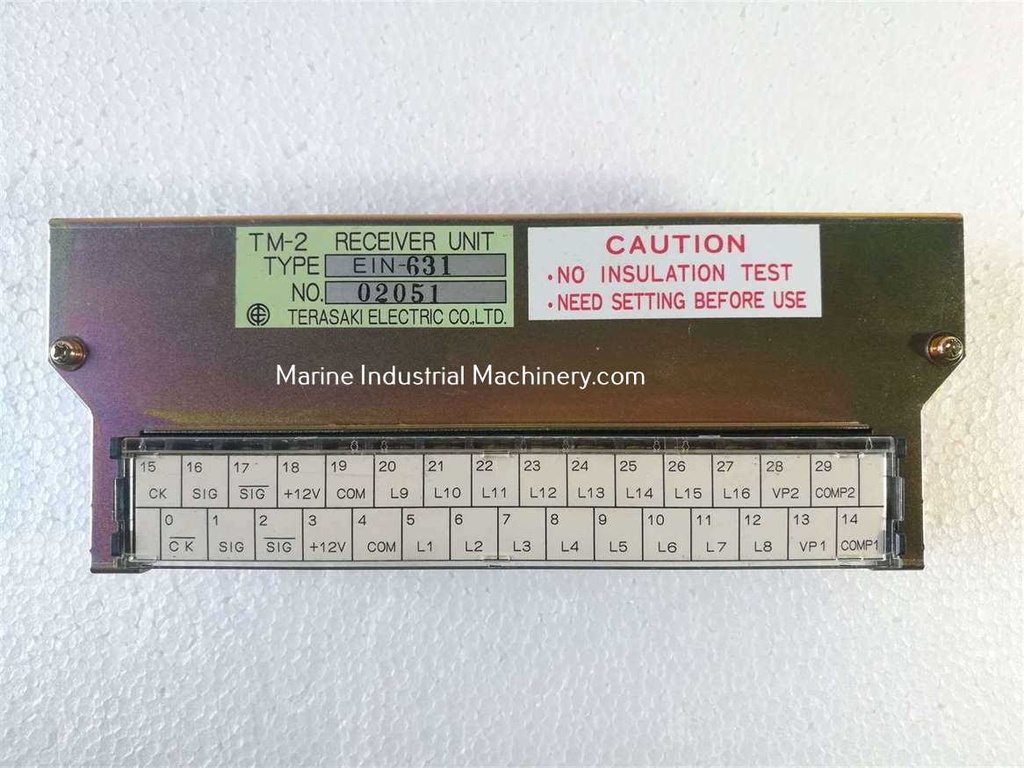 TM-2 RECEIVER UNIT
TYPE EIN-631
NO. 02051
TERASAKI ELECTRIC CO.,LTD.
CAUTION
·NO INSULATION TEST
·NEED SETTING BEFORE USE
Marine Industrial Machinery.com
15 16 17 18 19 20 21 22 23 24 25 26 27 28 29
CK SIG S̅I̅G̅ +12V COM L9 L10 L11 L12 L13 L14 L15 L16 VP2 COMP2
0 1 2 3 4 5 6 7 8 9 10 11 12 13 14
C̅K̅ SIG S̅I̅G̅ +12V COM L1 L2 L3 L4 L5 L6 L7 L8 VP1 COMP1